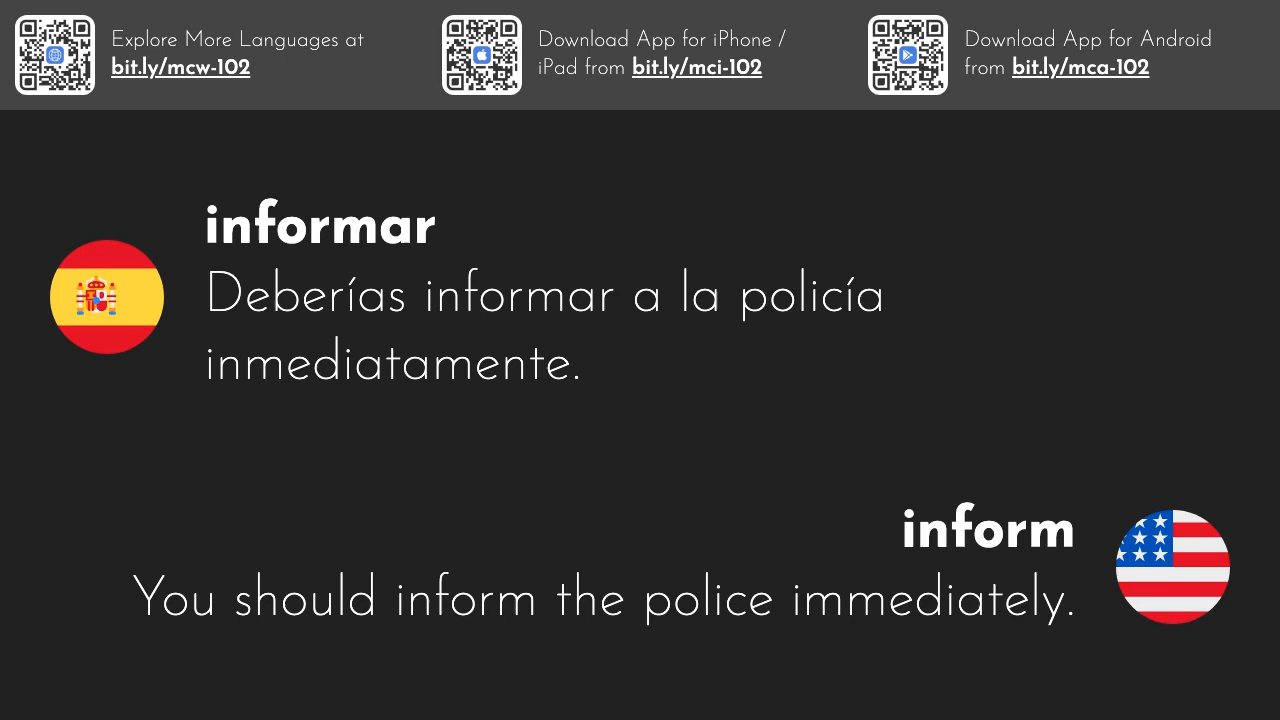 Explore More Languages at
bit.ly/mcw-102
Download App for iPhone /
iPad from bit.ly/mci-102
Download App for Android
from bit.ly/mca-102
informar
Deberías informar a la policía
inmediatamente.
inform
You should inform the police immediately.